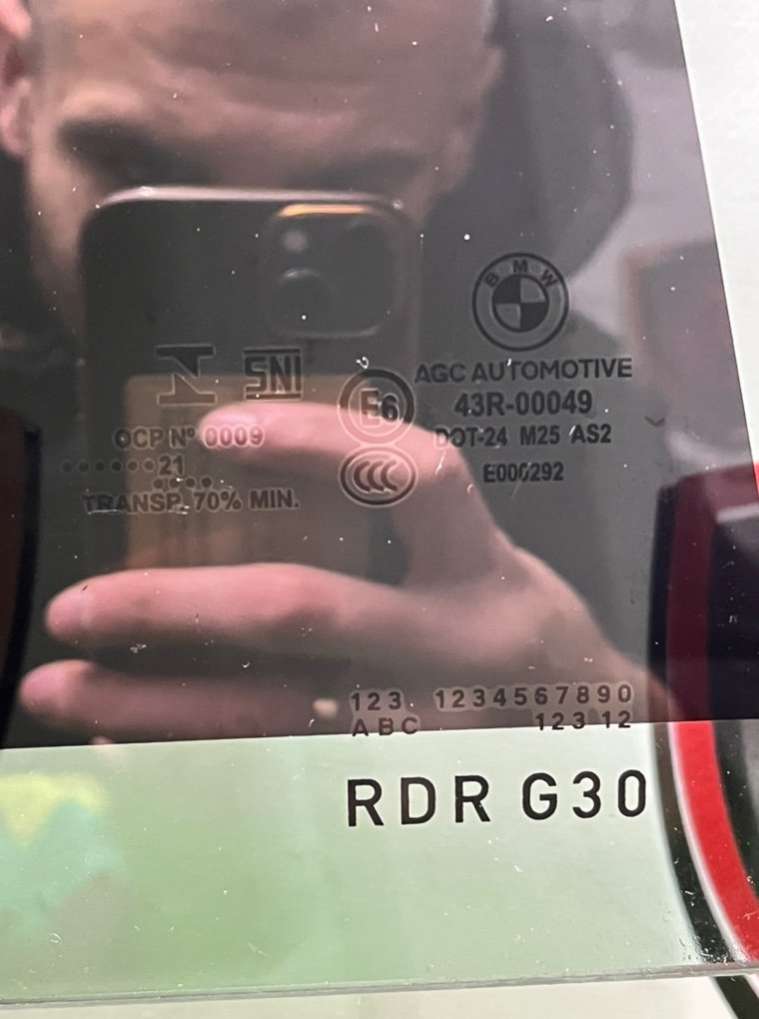 BMW
SNI
AGC AUTOMOTIVE
E6
43R-00049
OCP Nº 0009
DOT-24 M25 AS2
••••••21
••••
CCC
E000292
TRANSP. 70% MIN.
123 1234567890
ABC 123 12
RDR G30